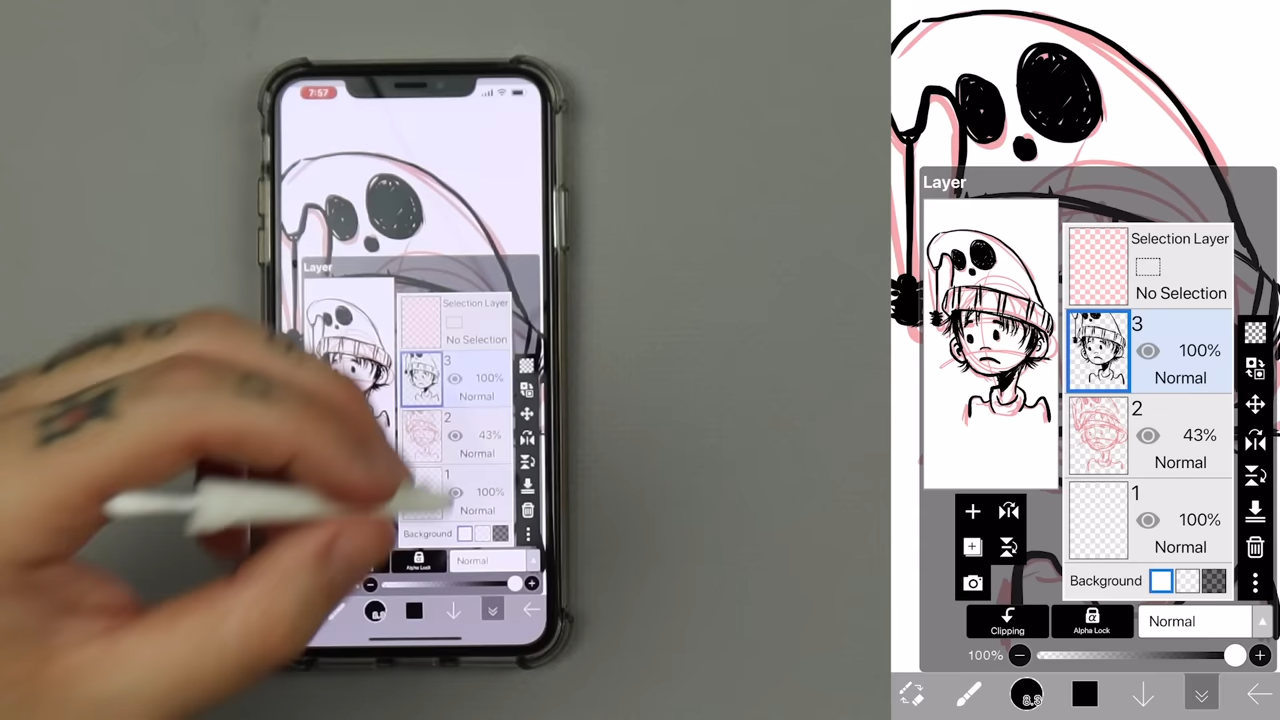 7:57
Layer
Selection Layer
No Selection
3
100%
Normal
2
43%
Normal
1
100%
Normal
Background
Alpha Lock
Normal
Layer
Selection Layer
No Selection
3
100%
Normal
2
43%
Normal
1
100%
Normal
Background
Clipping
α
Alpha Lock
Normal
100%
8.3